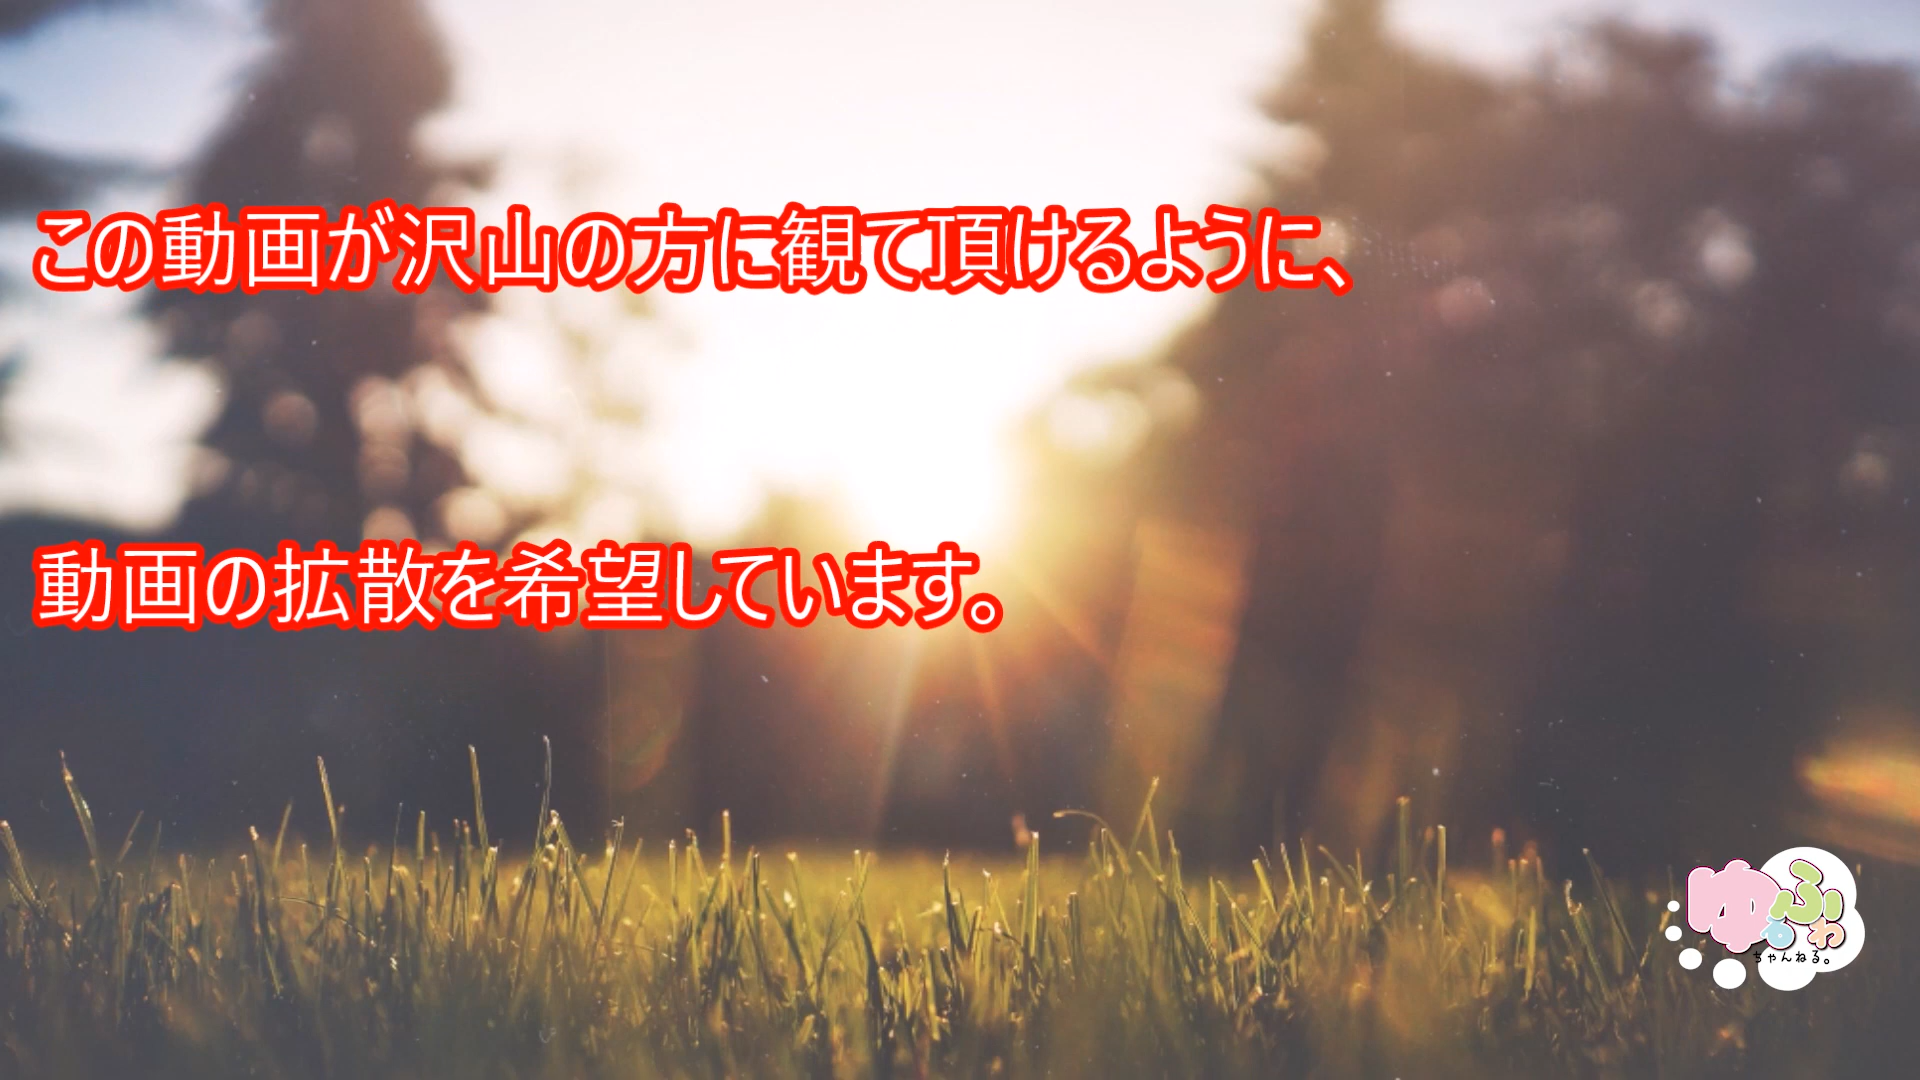 この動画が沢山の方に観て頂けるように、
動画の拡散を希望しています。
ゆるふわ
ちゃんねる。